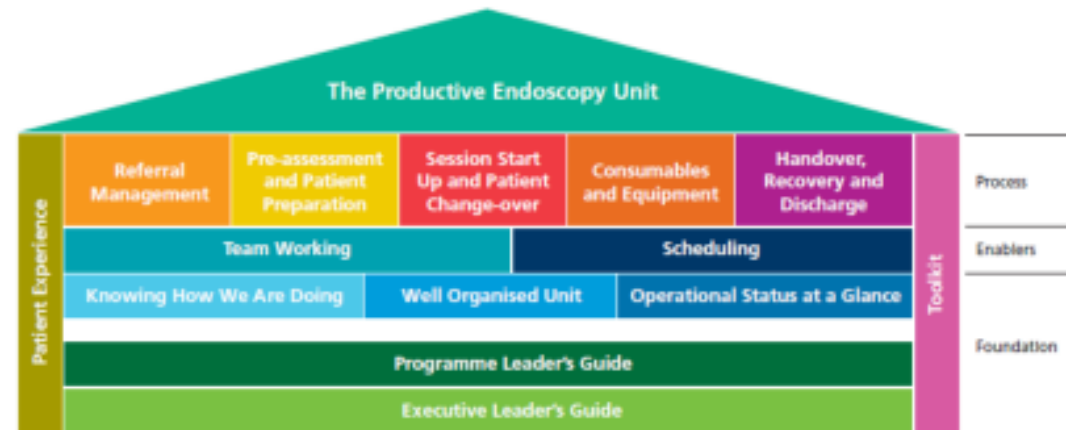 The Productive Endoscopy Unit
Referral
Management
Pre-assessment
and Patient
Preparation
Session Start
Up and Patient
Change-over
Consumables
and Equipment
Handover,
Recovery and
Discharge
Process
Team Working
Scheduling
Enablers
Knowing How We Are Doing
Well Organised Unit
Operational Status at a Glance
Foundation
Programme Leader's Guide
Executive Leader's Guide
Patient Experience
Toolkit